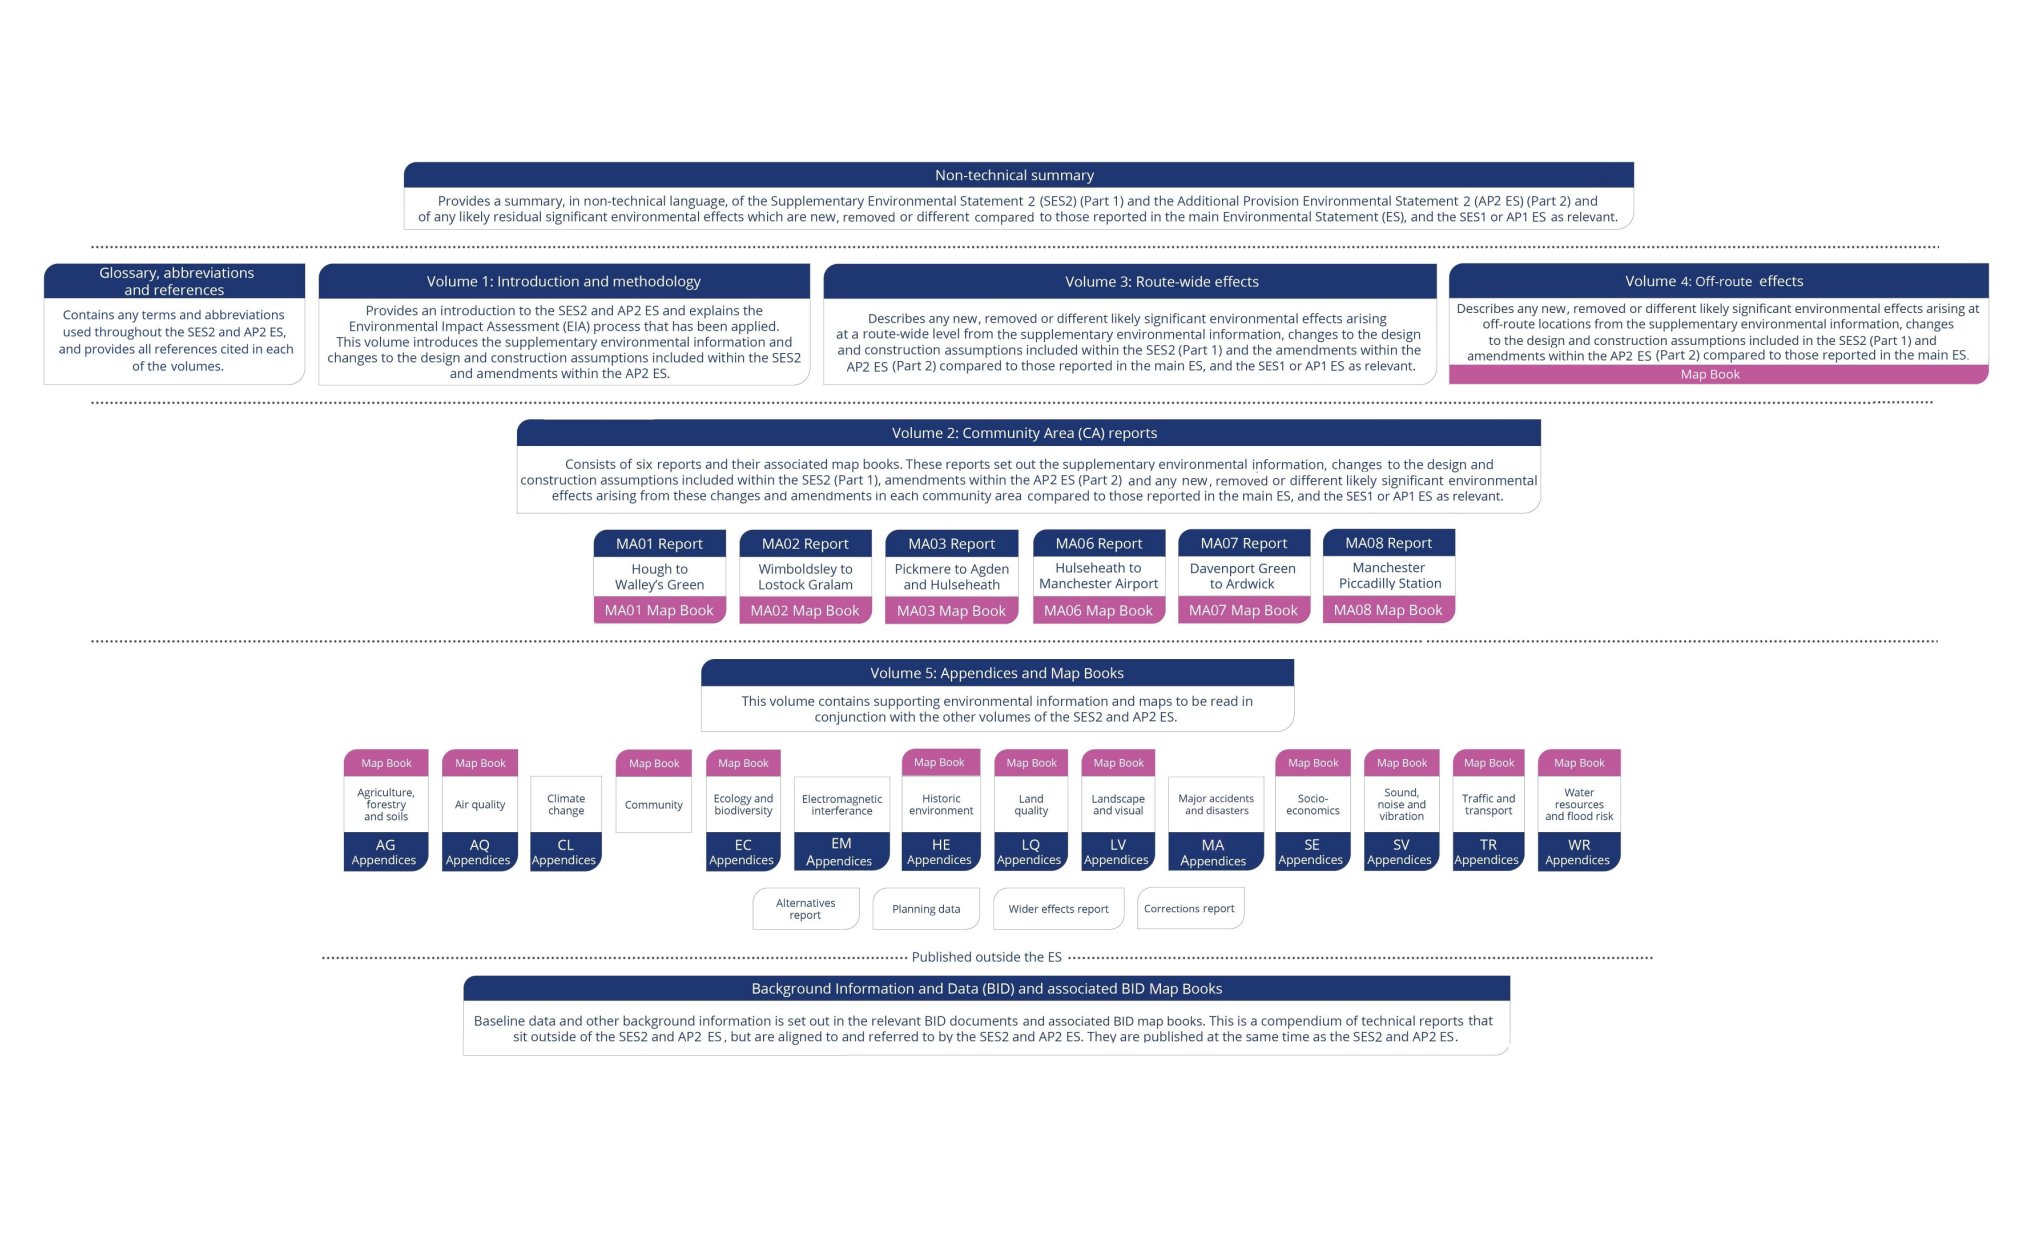 Non-technical summary
Provides a summary, in non-technical language, of the Supplementary Environmental Statement 2 (SES2) (Part 1) and the Additional Provision Environmental Statement 2 (AP2 ES) (Part 2) and
of any likely residual significant environmental effects which are new, removed or different compared to those reported in the main Environmental Statement (ES), and the SES1 or AP1 ES as relevant.
Glossary, abbreviations
and references
Contains any terms and abbreviations
used throughout the SES2 and AP2 ES,
and provides all references cited in each
of the volumes.
Volume 1: Introduction and methodology
Provides an introduction to the SES2 and AP2 ES and explains the
Environmental Impact Assessment (EIA) process that has been applied.
This volume introduces the supplementary environmental information and
changes to the design and construction assumptions included within the SES2
and amendments within the AP2 ES.
Volume 3: Route-wide effects
Describes any new, removed or different likely significant environmental effects arising
at a route-wide level from the supplementary environmental information, changes to the design
and construction assumptions included within the SES2 (Part 1) and the amendments within the
AP2 ES (Part 2) compared to those reported in the main ES, and the SES1 or AP1 ES as relevant.
Volume 4: Off-route effects
Describes any new, removed or different likely significant environmental effects arising at
off-route locations from the supplementary environmental information, changes
to the design and construction assumptions included in the SES2 (Part 1) and
amendments within the AP2 ES (Part 2) compared to those reported in the main ES.
Map Book
Volume 2: Community Area (CA) reports
Consists of six reports and their associated map books. These reports set out the supplementary environmental information, changes to the design and
construction assumptions included within the SES2 (Part 1), amendments within the AP2 ES (Part 2) and any new, removed or different likely significant environmental
effects arising from these changes and amendments in each community area compared to those reported in the main ES, and the SES1 or AP1 ES as relevant.
MA01 Report
Hough to
Walley's Green
MA01 Map Book
MA02 Report
Wimboldsley to
Lostock Gralam
MA02 Map Book
MA03 Report
Pickmere to Agden
and Hulseheath
MA03 Map Book
MA06 Report
Hulseheath to
Manchester Airport
MA06 Map Book
MA07 Report
Davenport Green
to Ardwick
MA07 Map Book
MA08 Report
Manchester
Piccadilly Station
MA08 Map Book
Volume 5: Appendices and Map Books
This volume contains supporting environmental information and maps to be read in
conjunction with the other volumes of the SES2 and AP2 ES.
Map Book
Agriculture,
forestry
and soils
AG
Appendices
Map Book
Air quality
AQ
Appendices
Climate
change
CL
Appendices
Map Book
Community
Map Book
Ecology and
biodiversity
EC
Appendices
Electromagnetic
interferance
EM
Appendices
Map Book
Historic
environment
HE
Appendices
Map Book
Land
quality
LQ
Appendices
Map Book
Landscape
and visual
LV
Appendices
Major accidents
and disasters
MA
Appendices
Map Book
Socio-
economics
SE
Appendices
Map Book
Sound,
noise and
vibration
SV
Appendices
Map Book
Traffic and
transport
TR
Appendices
Map Book
Water
resources
and flood risk
WR
Appendices
Alternatives
report
Planning data
Wider effects report
Corrections report
Published outside the ES
Background Information and Data (BID) and associated BID Map Books
Baseline data and other background information is set out in the relevant BID documents and associated BID map books. This is a compendium of technical reports that
sit outside of the SES2 and AP2 ES, but are aligned to and referred to by the SES2 and AP2 ES. They are published at the same time as the SES2 and AP2 ES.